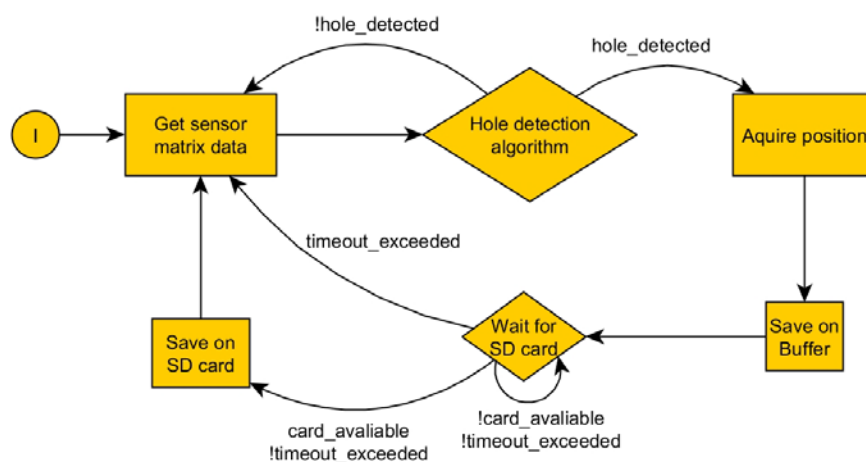 !hole_detected
hole_detected
I
Get sensor
matrix data
Hole detection
algorithm
Aquire position
timeout_exceeded
Save on
SD card
Wait for
SD card
Save on
Buffer
card_avaliable
!timeout_exceeded
!card_avaliable
!timeout_exceeded